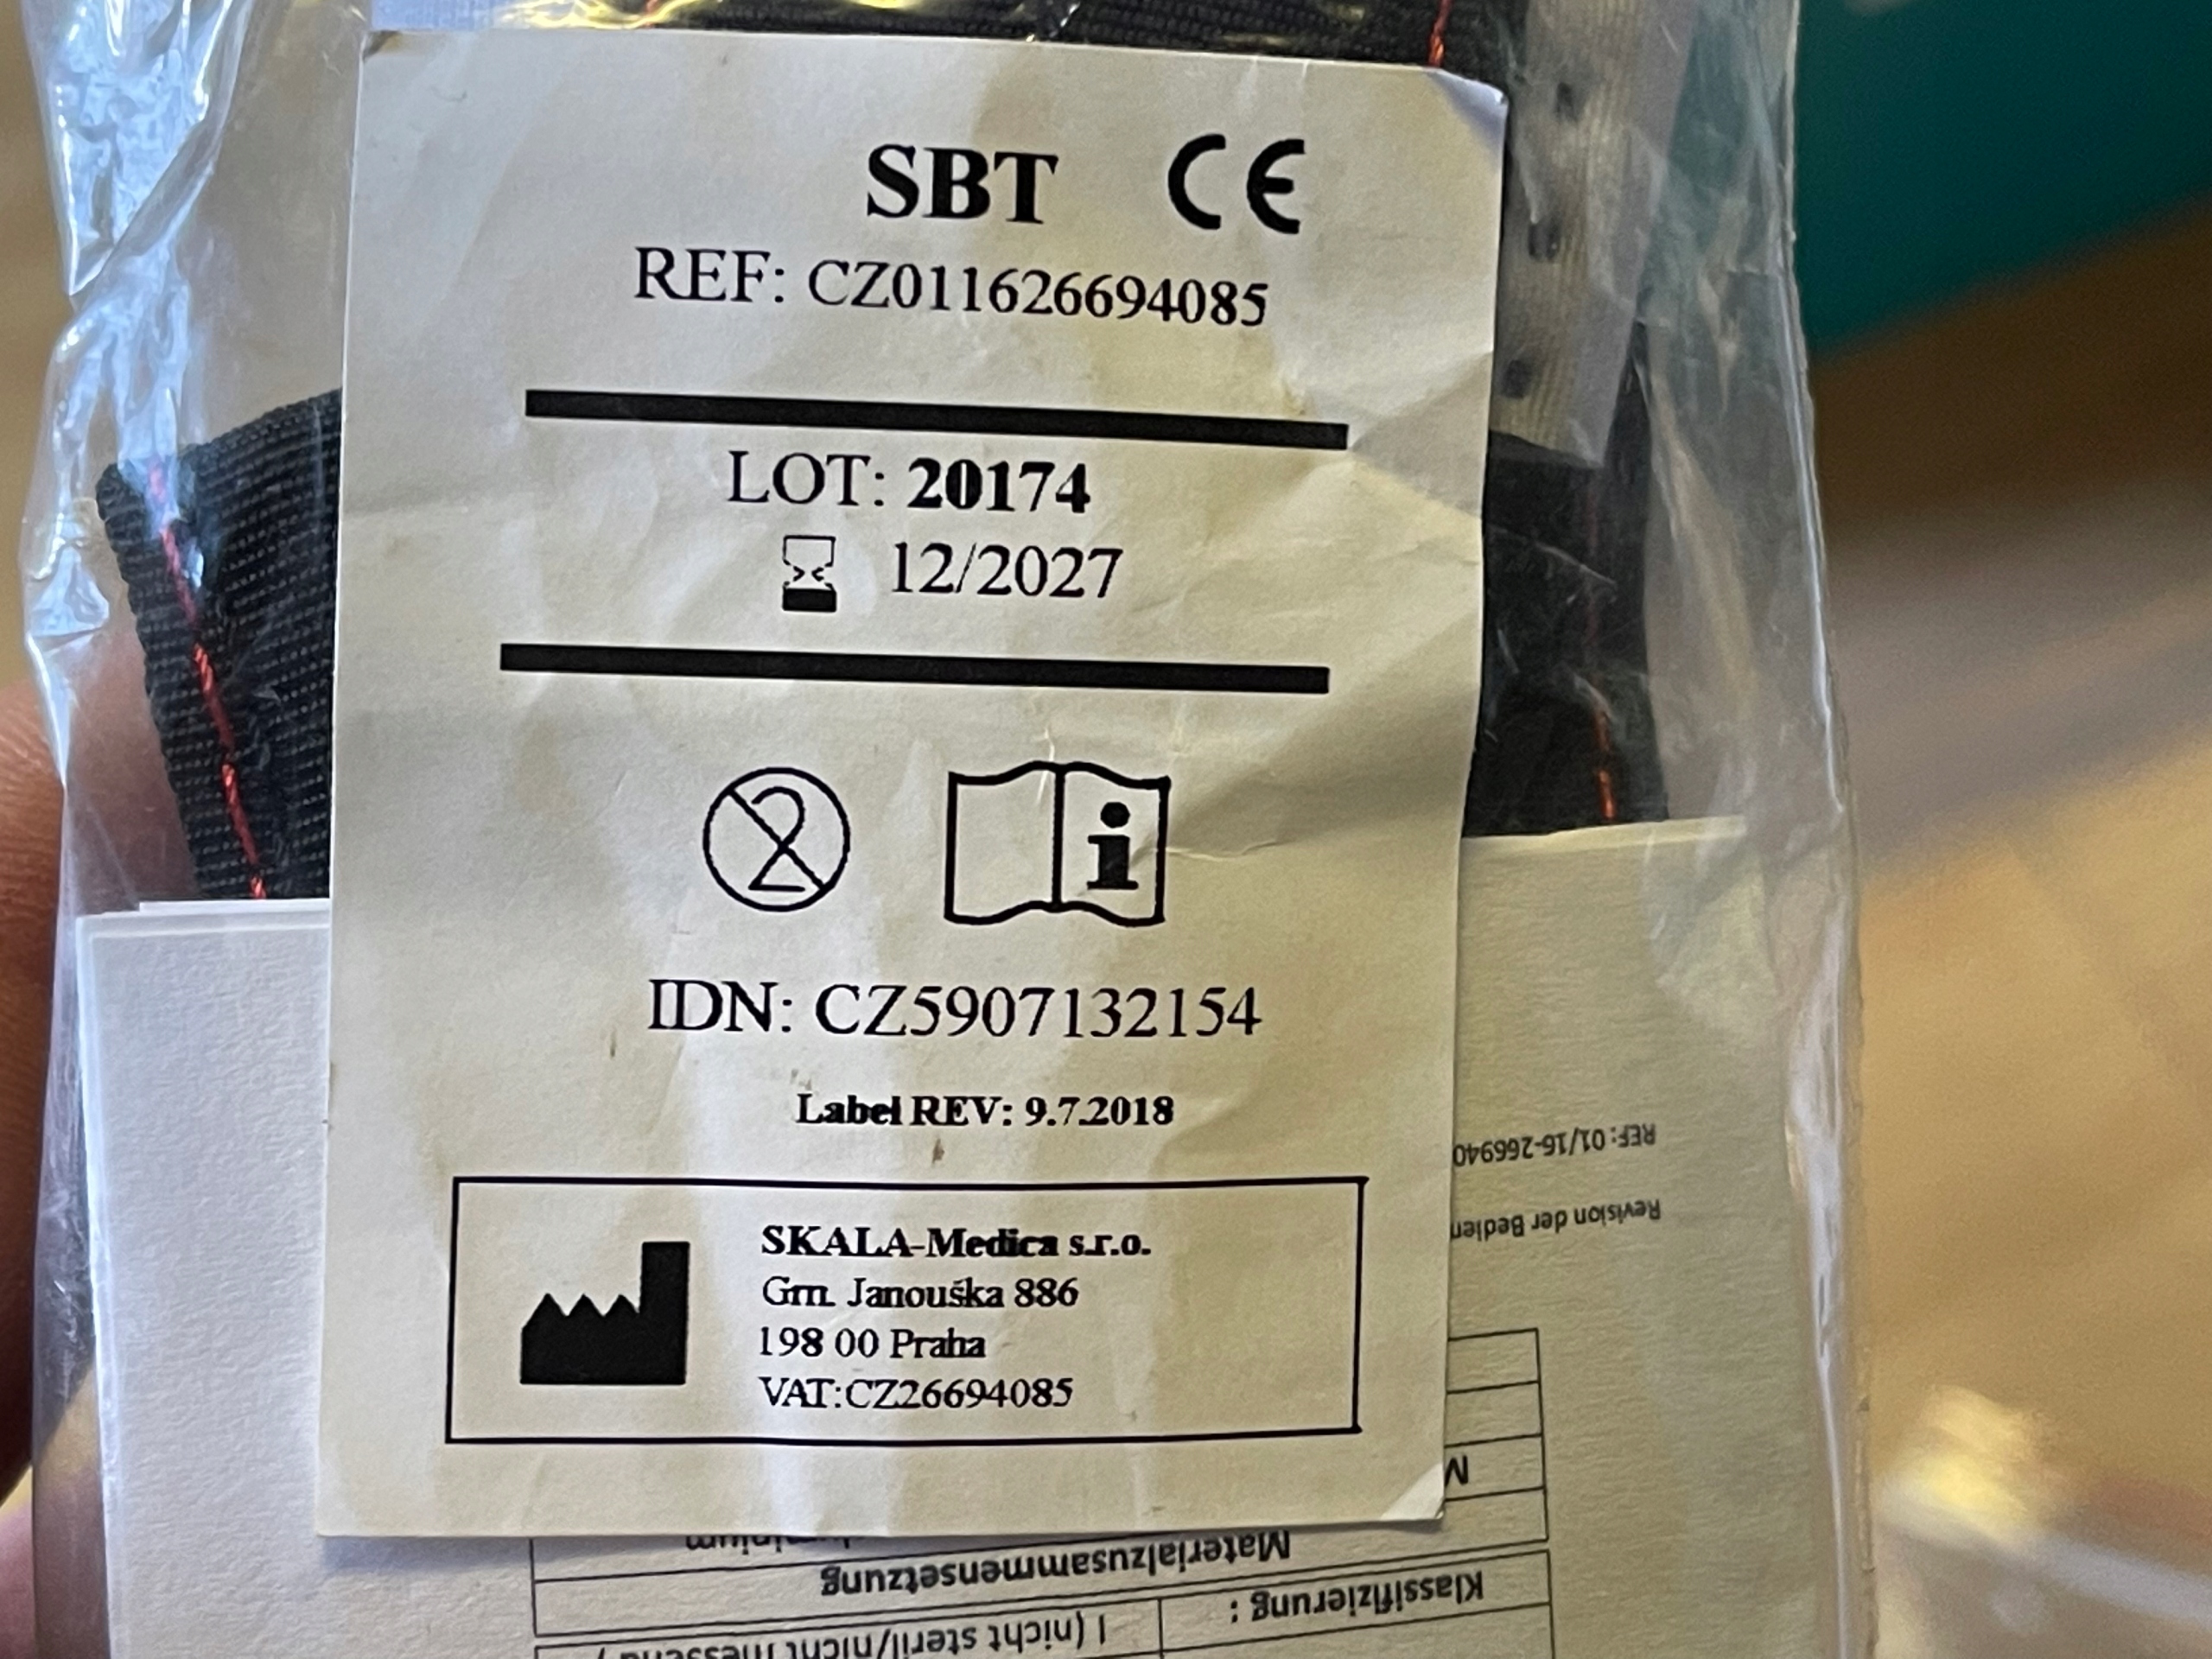 SBT CE
REF: CZ011626694085
LOT: 20174
12/2027
2 i
IDN: CZ5907132154
Label REV: 9.7.2018
SKALA-Medica s.r.o.
Grn. Janouška 886
198 00 Praha
VAT:CZ26694085
REF: 01/16-266940
Revision der Bedien
M
Materialzusammensetzung
Klassifizierung :
I (nicht steril/nicht